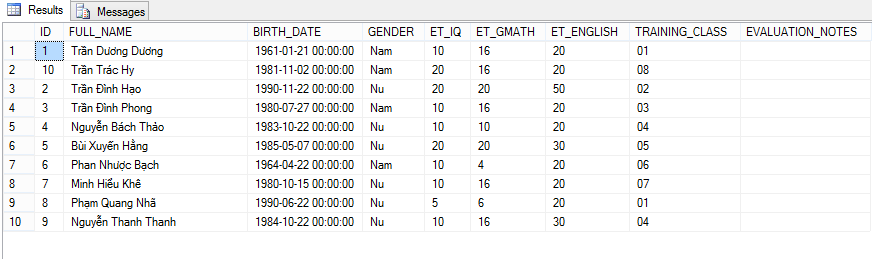 Results Messages
ID FULL_NAME BIRTH_DATE GENDER ET_IQ ET_GMATH ET_ENGLISH TRAINING_CLASS EVALUATION_NOTES
1 1 Trần Dương Dương 1961-01-21 00:00:00 Nam 10 16 20 01
2 10 Trần Trác Hy 1981-11-02 00:00:00 Nam 20 16 20 08
3 2 Trần Đình Hạo 1990-11-22 00:00:00 Nu 20 20 50 02
4 3 Trần Đình Phong 1980-07-27 00:00:00 Nam 10 16 20 03
5 4 Nguyễn Bách Thảo 1983-10-22 00:00:00 Nu 10 10 20 04
6 5 Bùi Xuyến Hằng 1985-05-07 00:00:00 Nu 20 20 30 05
7 6 Phan Nhược Bạch 1964-04-22 00:00:00 Nam 10 4 20 06
8 7 Minh Hiểu Khê 1980-10-15 00:00:00 Nu 10 16 20 07
9 8 Phạm Quang Nhã 1990-06-22 00:00:00 Nu 5 6 20 01
10 9 Nguyễn Thanh Thanh 1984-10-22 00:00:00 Nu 10 16 30 04